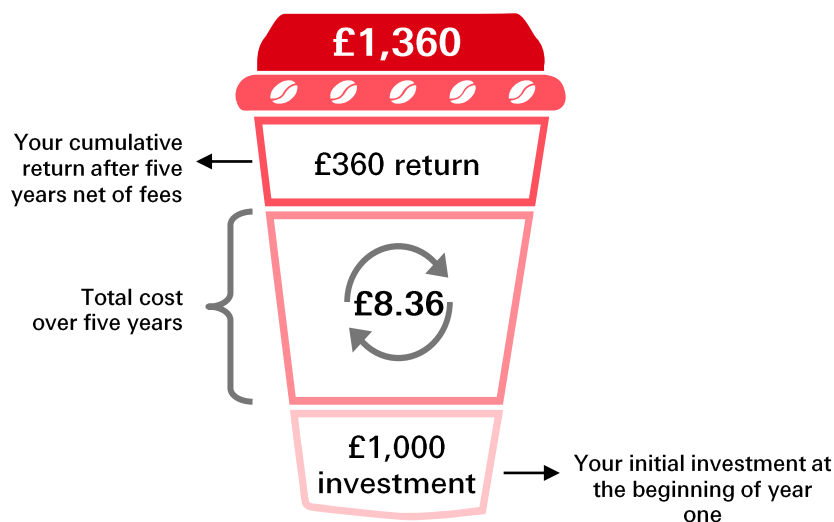 £1,360
Your cumulative
return after five
years net of fees
£360 return
Total cost
over five years
£8.36
£1,000
investment
Your initial investment at
the beginning of year
one